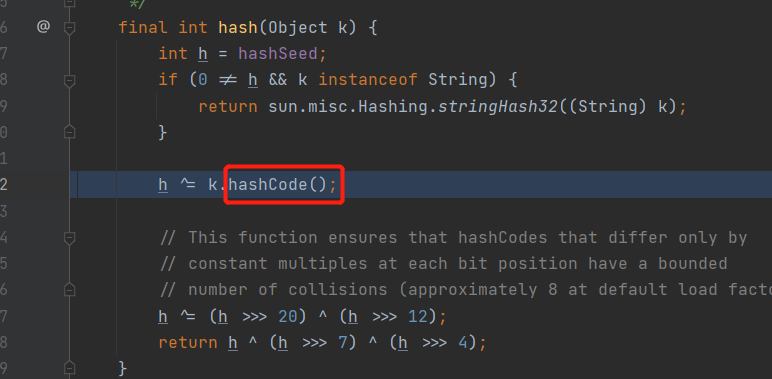 5 */
6 @ final int hash(Object k) {
7 int h = hashSeed;
8 if (0 ≠ h && k instanceof String) {
9 return sun.misc.Hashing.stringHash32((String) k);
0 }
1
2 h ^= k.hashCode();
3
4 // This function ensures that hashCodes that differ only by
5 // constant multiples at each bit position have a bounded
6 // number of collisions (approximately 8 at default load facto
7 h ^= (h >>> 20) ^ (h >>> 12);
8 return h ^ (h >>> 7) ^ (h >>> 4);
9 }